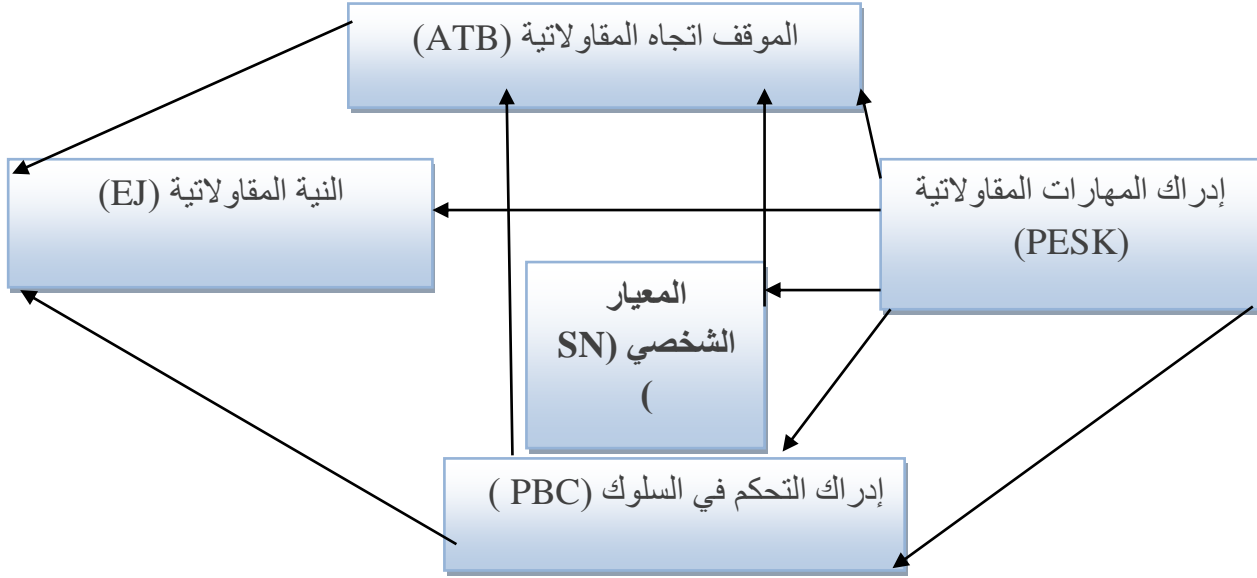 الموقف اتجاه المقاولاتية (ATB)
النية المقاولاتية (EJ)
إدراك المهارات المقاولاتية
(PESK)
المعيار
الشخصي (SN
)
إدراك التحكم في السلوك (PBC )